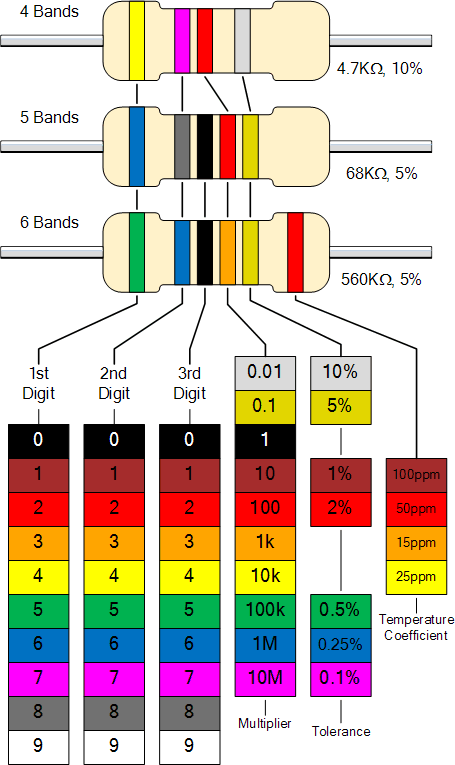 4 Bands
4.7KΩ, 10%
5 Bands
68KΩ, 5%
6 Bands
560KΩ, 5%
1st
Digit
2nd
Digit
3rd
Digit
0.01 10%
0.1 5%
0 0 0 1
1 1 1 10 1% 100ppm
2 2 2 100 2% 50ppm
3 3 3 1k 15ppm
4 4 4 10k 25ppm
5 5 5 100k 0.5%
6 6 6 1M 0.25%
7 7 7 10M 0.1%
8 8 8
9 9 9
Temperature
Coefficient
Multiplier
Tolerance